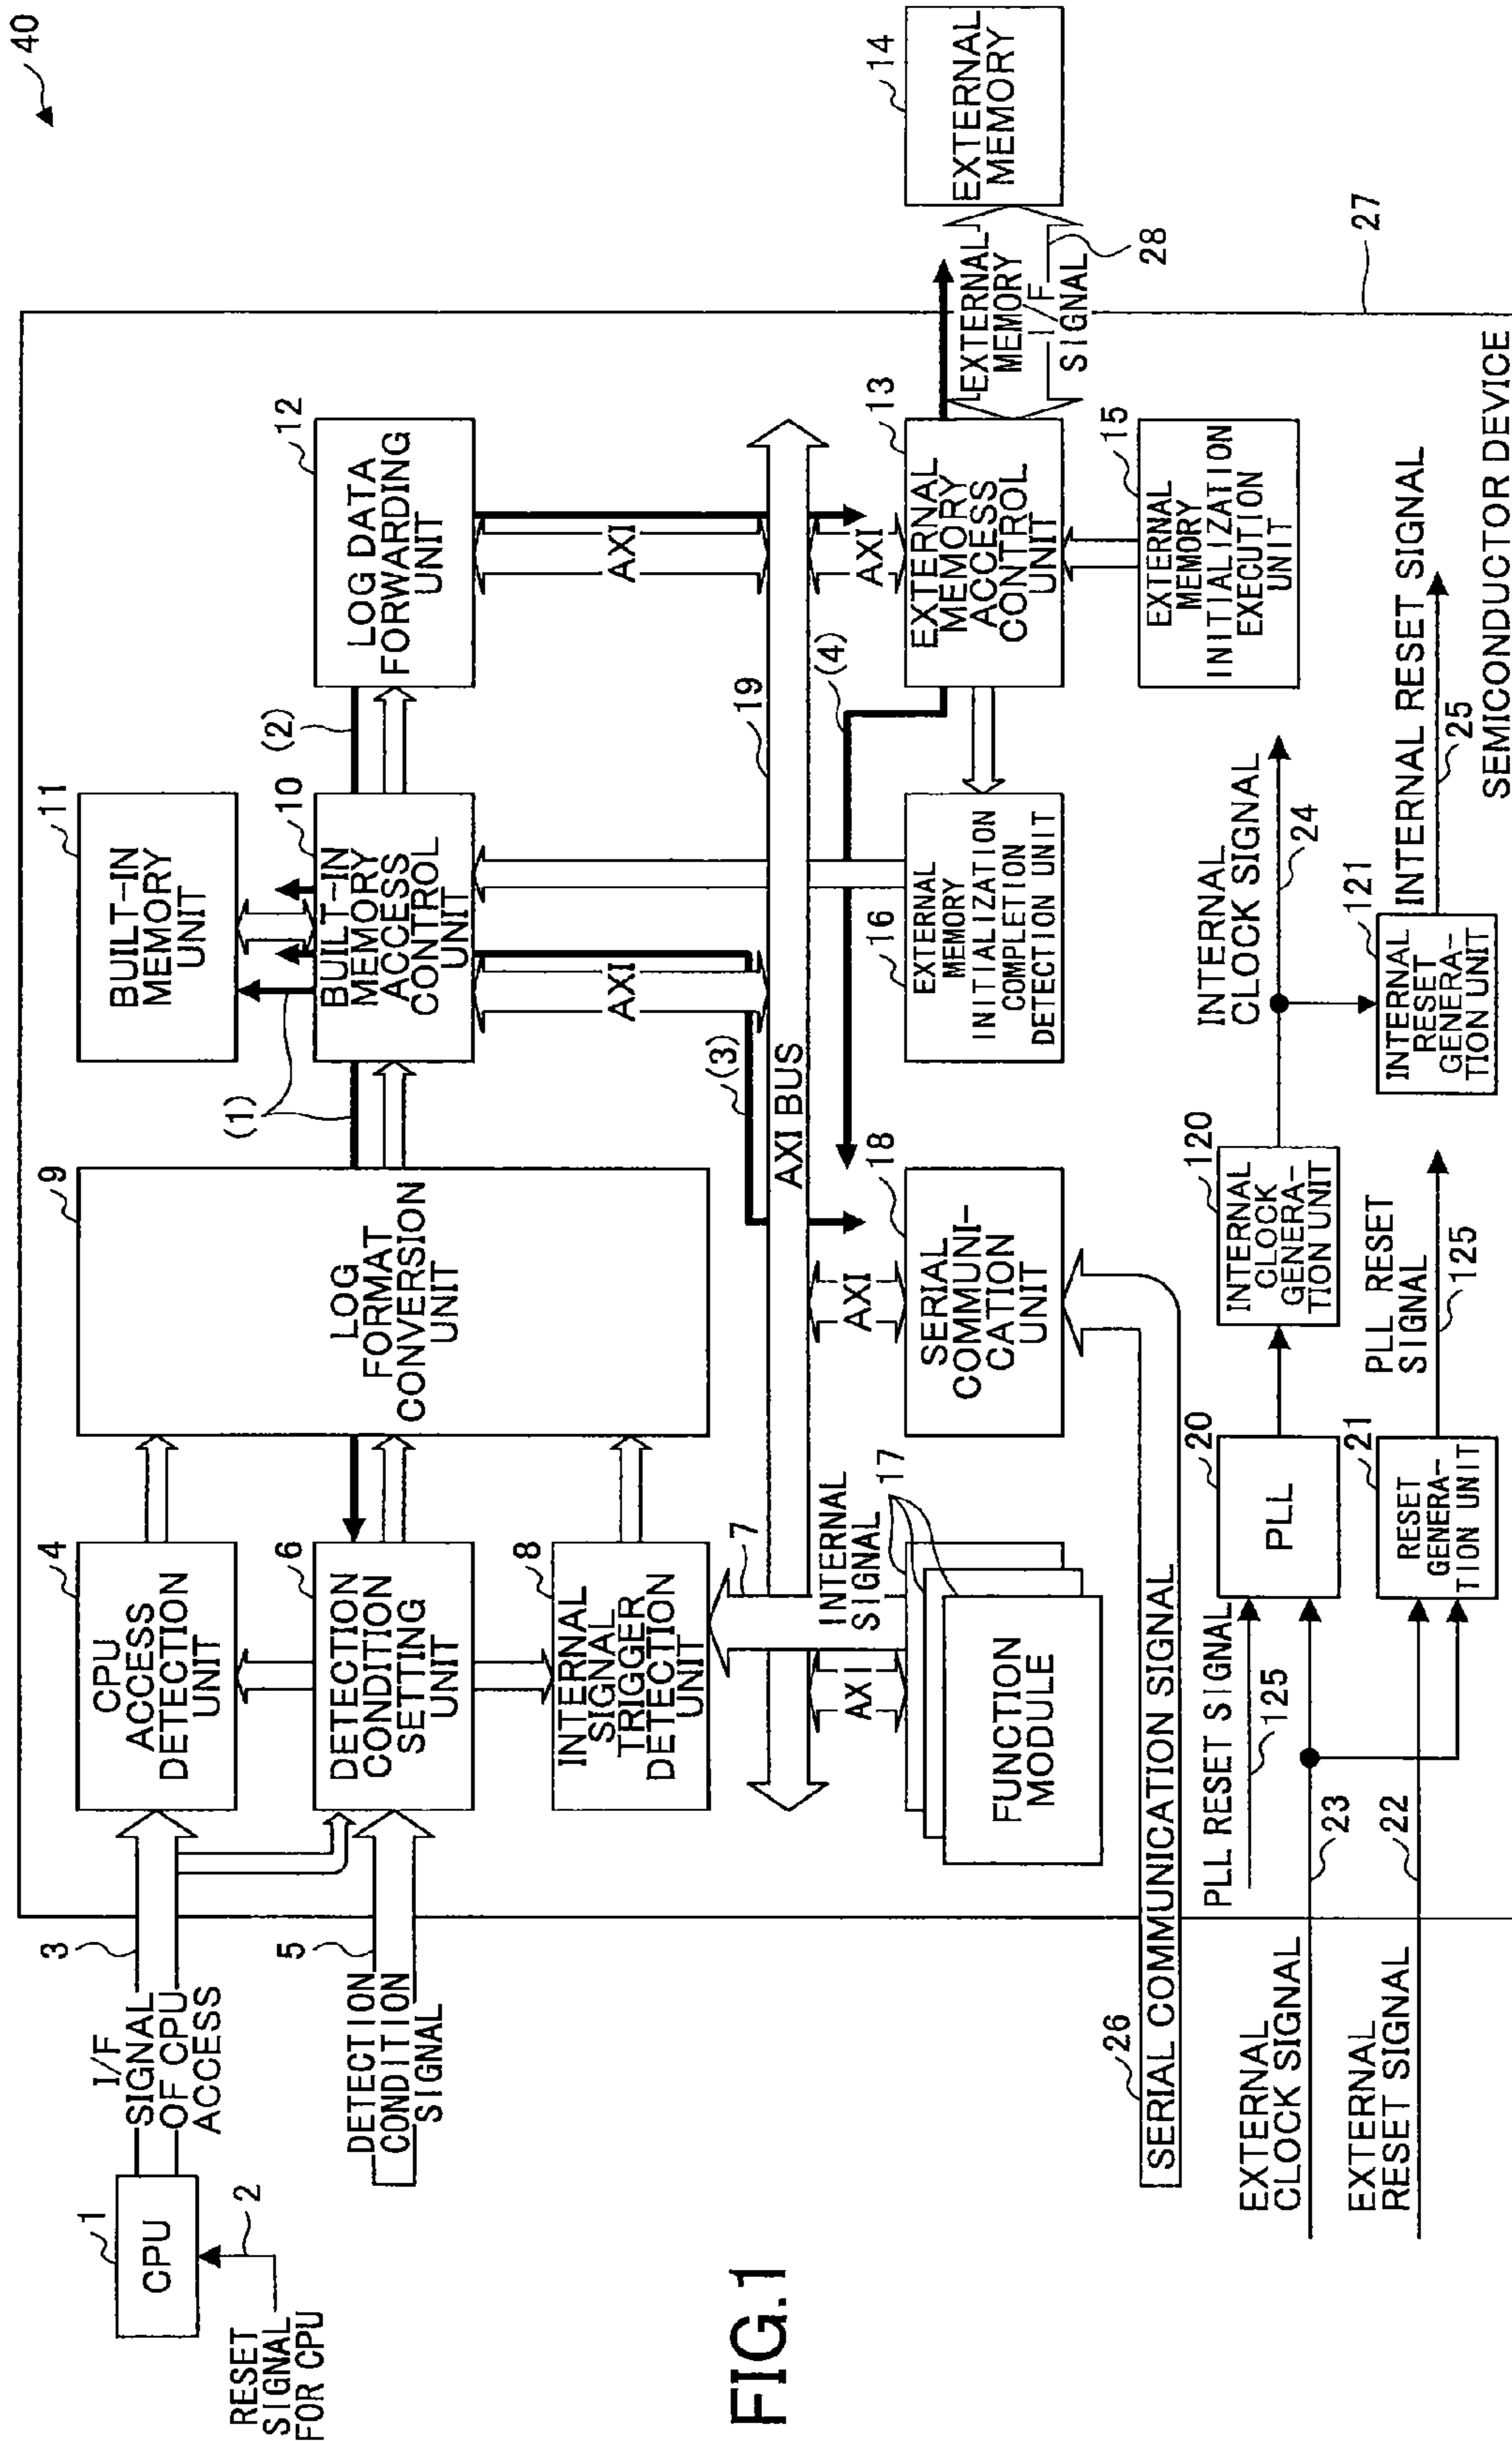 FIG.1
40
1
CPU
2
RESET
SIGNAL
FOR CPU
3
I/F
SIGNAL
OF CPU
ACCESS
5
DETECTION
CONDITION
SIGNAL
4
CPU
ACCESS
DETECTION
UNIT
6
DETECTION
CONDITION
SETTING
UNIT
8
INTERNAL
SIGNAL
TRIGGER
DETECTION
UNIT
9
LOG
FORMAT
CONVERSION
UNIT
(1)
11
BUILT-IN
MEMORY
UNIT
10
BUILT-IN
MEMORY
ACCESS
CONTROL
UNIT
(2)
12
LOG DATA
FORWARDING
UNIT
AXI
AXI
(3)
AXI BUS
19
(4)
7
INTERNAL
SIGNAL
17
AXI
FUNCTION
MODULE
AXI
18
SERIAL
COMMUNI-
CATION
UNIT
16
EXTERNAL
MEMORY
INITIALIZATION
COMPLETION
DETECTION UNIT
AXI
13
EXTERNAL
MEMORY
ACCESS
CONTROL
UNIT
EXTERNAL
MEMORY
I/F
SIGNAL
28
14
EXTERNAL
MEMORY
15
EXTERNAL
MEMORY
INITIALIZATION
EXECUTION
UNIT
27
26
SERIAL COMMUNICATION SIGNAL
PLL RESET SIGNAL
125
EXTERNAL
CLOCK SIGNAL
23
EXTERNAL
RESET SIGNAL
22
20
PLL
21
RESET
GENERA-
TION UNIT
PLL RESET
SIGNAL
125
120
INTERNAL
CLOCK
GENERA-
TION UNIT
INTERNAL
CLOCK SIGNAL
24
121
INTERNAL
RESET
GENERA-
TION UNIT
INTERNAL RESET SIGNAL
25
SEMICONDUCTOR DEVICE